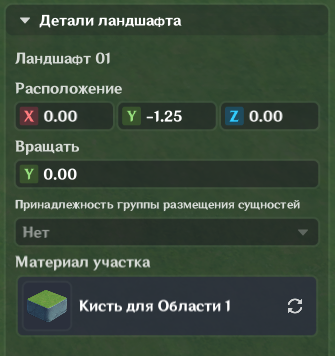 Детали ландшафта
Ландшафт 01
Расположение
X 0.00 Y -1.25 Z 0.00
Вращать
Y 0.00
Принадлежность группы размещения сущностей
Нет
Материал участка
Кисть для Области 1